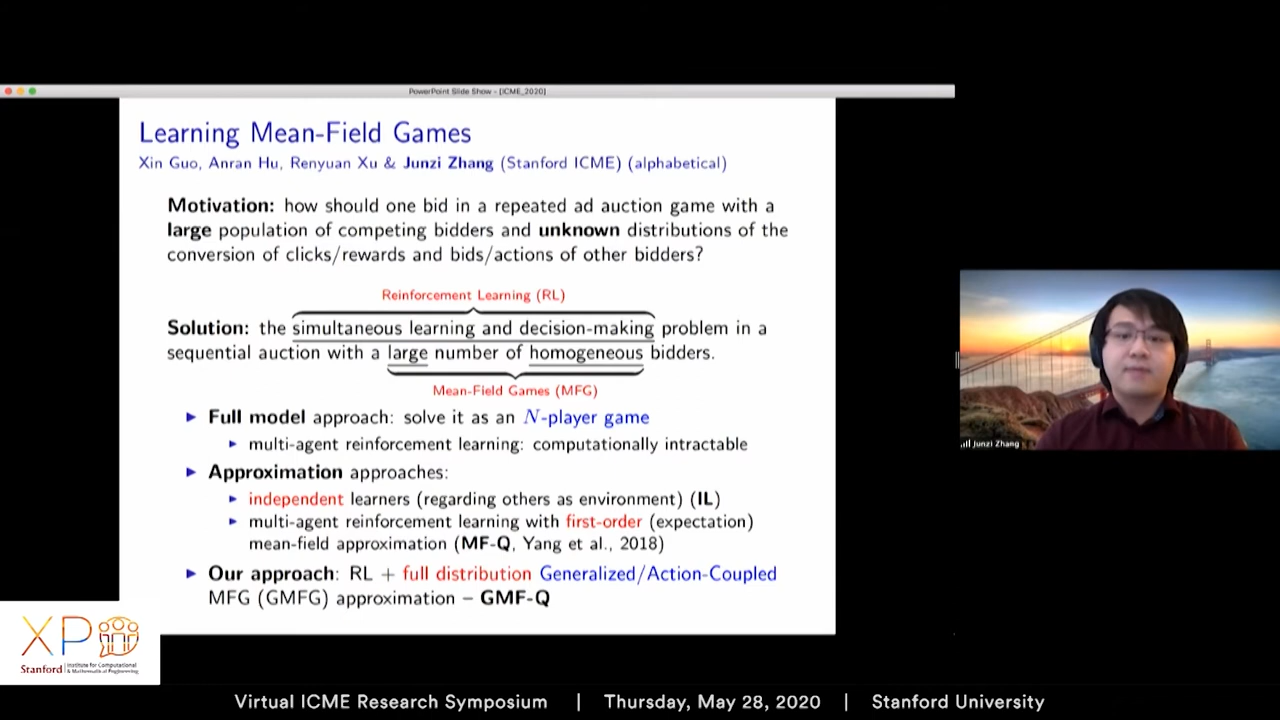 PowerPoint Slide Show - [ICME_2020]
Learning Mean-Field Games
Xin Guo, Anran Hu, Renyuan Xu & Junzi Zhang (Stanford ICME) (alphabetical)
Motivation: how should one bid in a repeated ad auction game with a
large population of competing bidders and unknown distributions of the
conversion of clicks/rewards and bids/actions of other bidders?
Reinforcement Learning (RL)
Solution: the simultaneous learning and decision-making problem in a
sequential auction with a large number of homogeneous bidders.
Mean-Field Games (MFG)
Full model approach: solve it as an N-player game
multi-agent reinforcement learning: computationally intractable
Approximation approaches:
independent learners (regarding others as environment) (IL)
multi-agent reinforcement learning with first-order (expectation)
mean-field approximation (MF-Q, Yang et al., 2018)
Our approach: RL + full distribution Generalized/Action-Coupled
MFG (GMFG) approximation – GMF-Q
Junzi Zhang
XP
Stanford Institute for Computational
& Mathematical Engineering
Virtual ICME Research Symposium | Thursday, May 28, 2020 | Stanford University